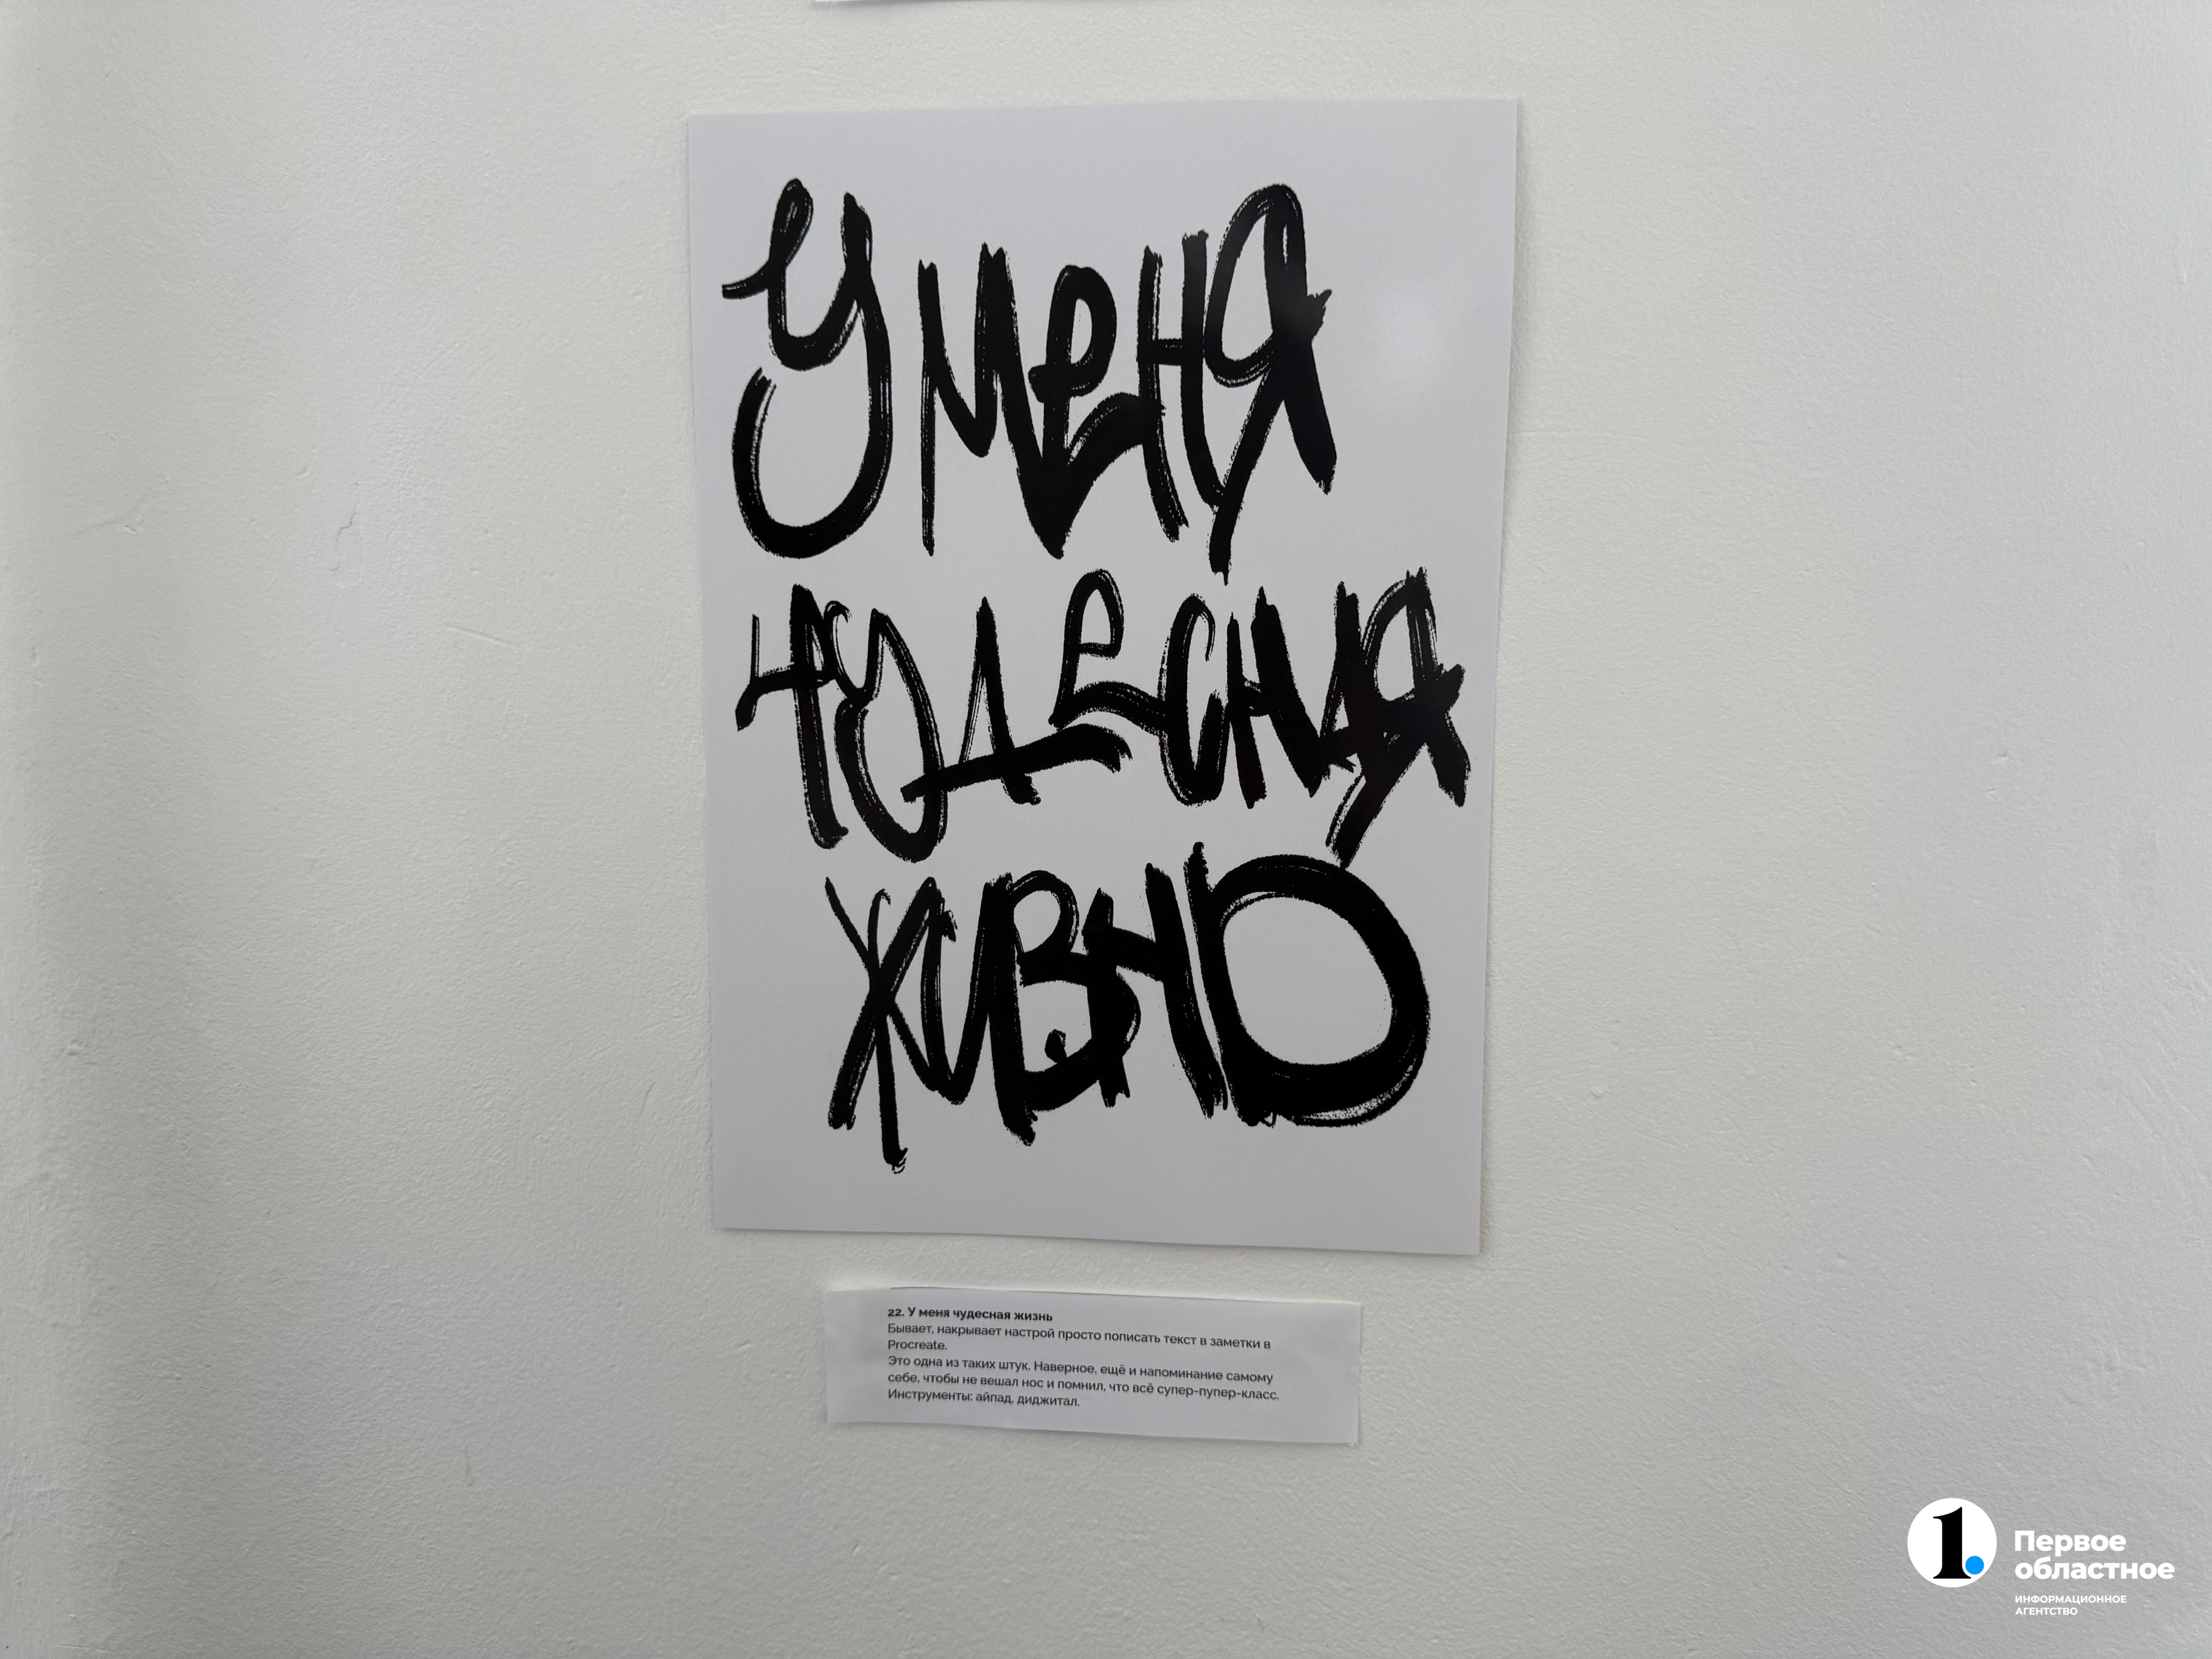 У меня
чудесная
жизнь
22. У меня чудесная жизнь
Бывает, накрывает настрой просто пописать текст в заметки в
Procreate.
Это одна из таких штук. Наверное, ещё и напоминание самому
себе, чтобы не вешал нос и помнил, что всё супер-пупер-класс.
Инструменты: айпад, диджитал.
1.
Первое
областное
ИНФОРМАЦИОННОЕ
АГЕНТСТВО